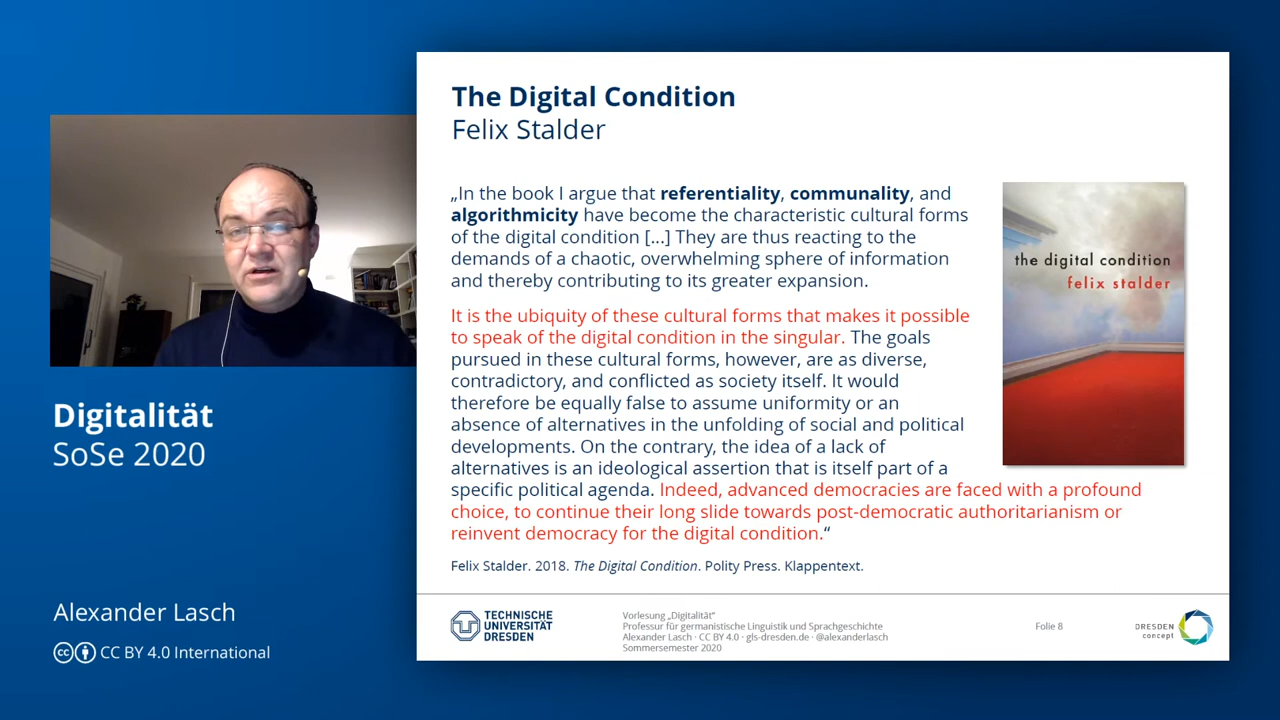 The Digital Condition
Felix Stalder
„In the book I argue that referentiality, communality, and
algorithmicity have become the characteristic cultural forms
of the digital condition [...] They are thus reacting to the
demands of a chaotic, overwhelming sphere of information
and thereby contributing to its greater expansion.
It is the ubiquity of these cultural forms that makes it possible
to speak of the digital condition in the singular. The goals
pursued in these cultural forms, however, are as diverse,
contradictory, and conflicted as society itself. It would
therefore be equally false to assume uniformity or an
absence of alternatives in the unfolding of social and political
developments. On the contrary, the idea of a lack of
alternatives is an ideological assertion that is itself part of a
specific political agenda. Indeed, advanced democracies are faced with a profound
choice, to continue their long slide towards post-democratic authoritarianism or
reinvent democracy for the digital condition.“
Felix Stalder. 2018. The Digital Condition. Polity Press. Klappentext.
the digital condition
felix stalder
Digitalität
SoSe 2020
Alexander Lasch
CC BY 4.0 International
TECHNISCHE
UNIVERSITÄT
DRESDEN
Vorlesung „Digitalität“
Professur für germanistische Linguistik und Sprachgeschichte
Alexander Lasch · CC BY 4.0 · gls-dresden.de · @alexanderlasch
Sommersemester 2020
Folie 8
DRESDEN
concept